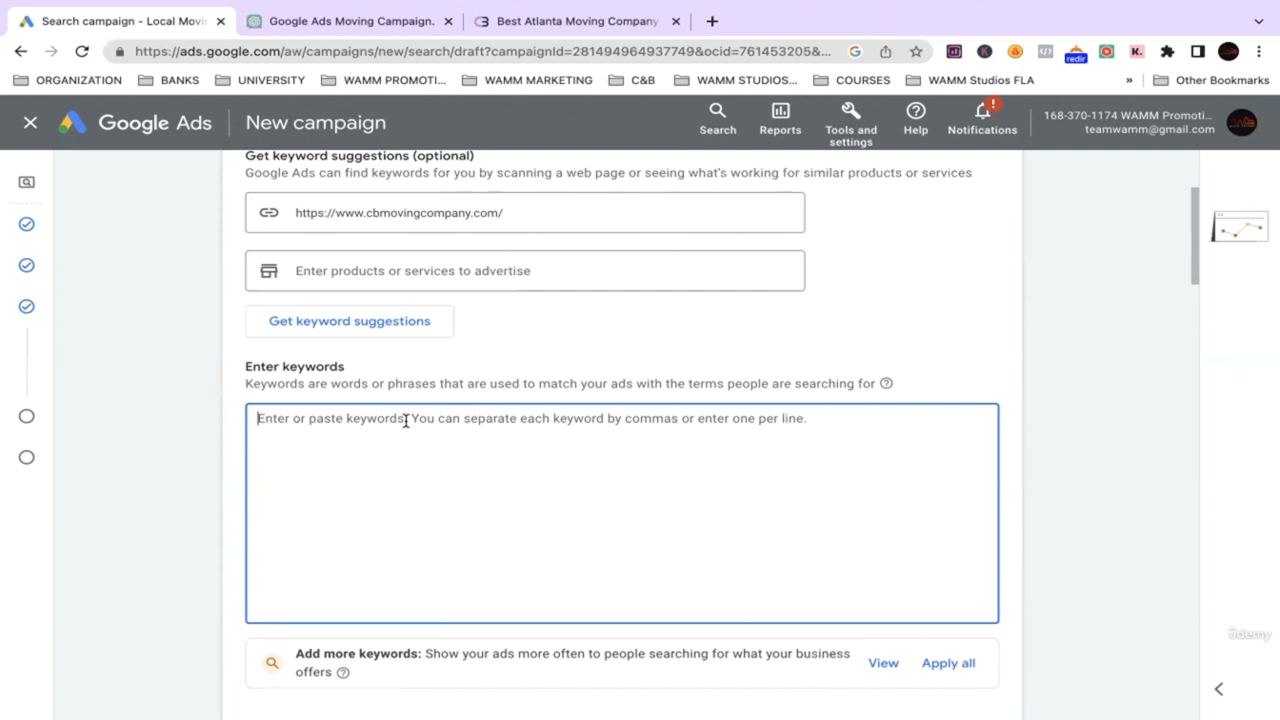 Search campaign - Local Movi
Google Ads Moving Campaign.
Best Atlanta Moving Company
https://ads.google.com/aw/campaigns/new/search/draft?campaignId=281494964937749&ocid=761453205&...
ORGANIZATION
BANKS
UNIVERSITY
WAMM PROMOTI...
WAMM MARKETING
C&B
WAMM STUDIOS...
COURSES
WAMM Studios FLA
»
Other Bookmarks
K
K.
redir
Google Ads
New campaign
Search
Reports
Tools and
settings
Help
Notifications
!
168-370-1174 WAMM Promoti...
teamwamm@gmail.com
Get keyword suggestions (optional)
Google Ads can find keywords for you by scanning a web page or seeing what's working for similar products or services
https://www.cbmovingcompany.com/
Enter products or services to advertise
Get keyword suggestions
Enter keywords
Keywords are words or phrases that are used to match your ads with the terms people are searching for
Enter or paste keywords. You can separate each keyword by commas or enter one per line.
Add more keywords: Show your ads more often to people searching for what your business
offers
View
Apply all
ûdemy